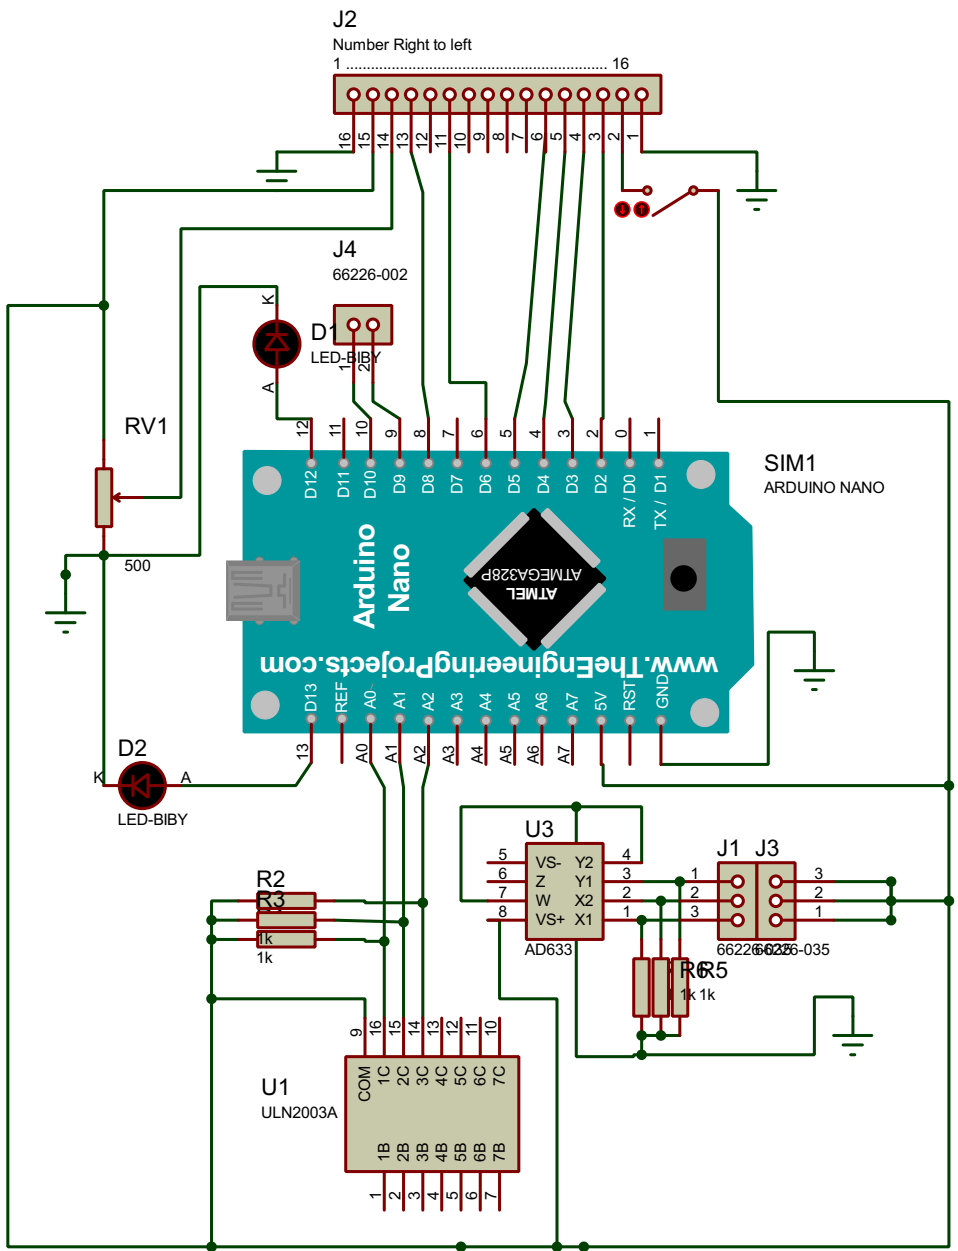 J2
Number Right to left
1 ................................................................ 16
16 15 14 13 12 11 10 9 8 7 6 5 4 3 2 1
J4
66226-002
1 2
K
D1
LED-BIBY
A
RV1
500
12 11 10 9 8 7 6 5 4 3 2 0 1
D12 D11 D10 D9 D8 D7 D6 D5 D4 D3 D2 RX / D0 TX / D1
SIM1
ARDUINO NANO
Arduino
Nano
ATMEL
ATMEGA328P
www.TheEngineeringProjects.com
D13 REF A0 A1 A2 A3 A4 A5 A6 A7 5V RST GND
13 A0 A1 A2 A3 A4 A5 A6 A7
D2
K A
LED-BIBY
U3
5 VS- Y2 4
6 Z Y1 3
7 W X2 2
8 VS+ X1 1
AD633
J1 J3
1 3
2 2
3 1
66226-035
R2
R3
1k
1k
R6 R5
1k 1k
9 16 15 14 13 12 11 10
COM 1C 2C 3C 4C 5C 6C 7C
U1
ULN2003A
1B 2B 3B 4B 5B 6B 7B
1 2 3 4 5 6 7